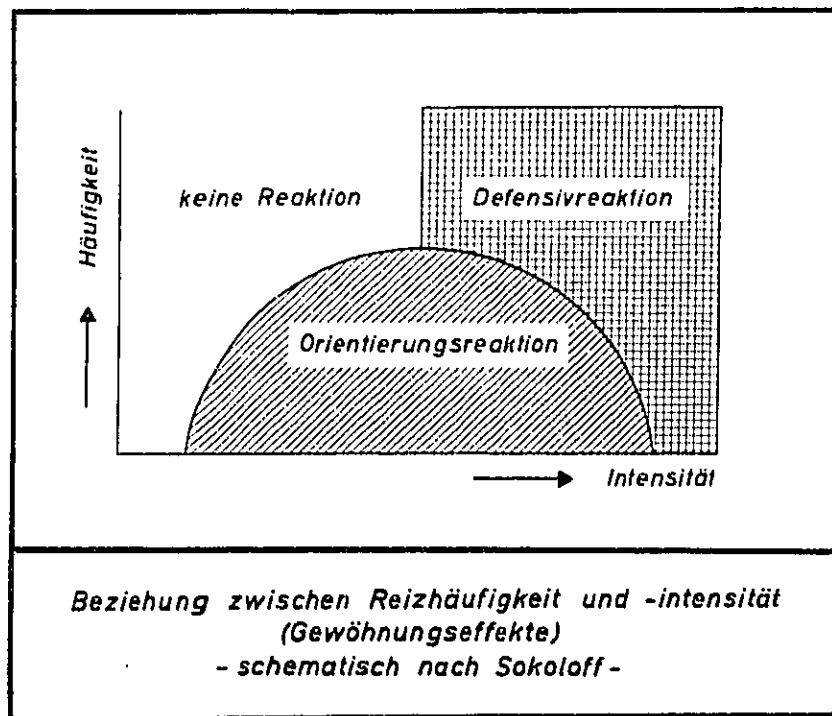 Häufigkeit
keine Reaktion
Defensivreaktion
Orientierungsreaktion
Intensität
Beziehung zwischen Reizhäufigkeit und -intensität
(Gewöhnungseffekte)
- schematisch nach Sokoloff -